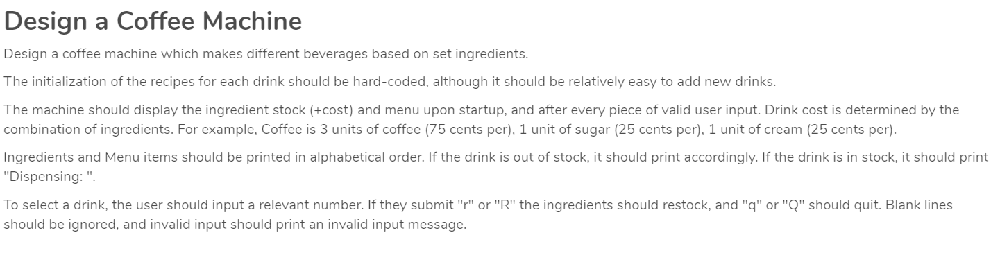 Design a Coffee Machine
Design a coffee machine which makes different beverages based on set ingredients.
The initialization of the recipes for each drink should be hard-coded, although it should be relatively easy to add new drinks.
The machine should display the ingredient stock (+cost) and menu upon startup, and after every piece of valid user input. Drink cost is determined by the
combination of ingredients. For example, Coffee is 3 units of coffee (75 cents per), 1 unit of sugar (25 cents per), 1 unit of cream (25 cents per).
Ingredients and Menu items should be printed in alphabetical order. If the drink is out of stock, it should print accordingly. If the drink is in stock, it should print
"Dispensing: ".
To select a drink, the user should input a relevant number. If they submit "r" or "R" the ingredients should restock, and "q" or "Q" should quit. Blank lines
should be ignored, and invalid input should print an invalid input message.